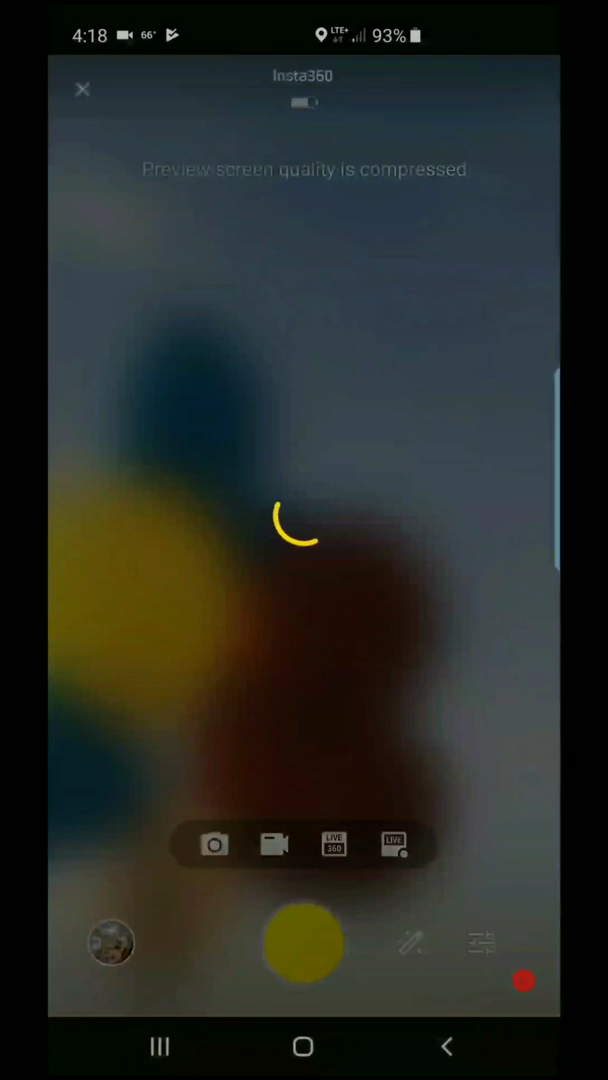 4:18 66° LTE+ 93%
Insta360
Preview screen quality is compressed
LIVE LIVE
360